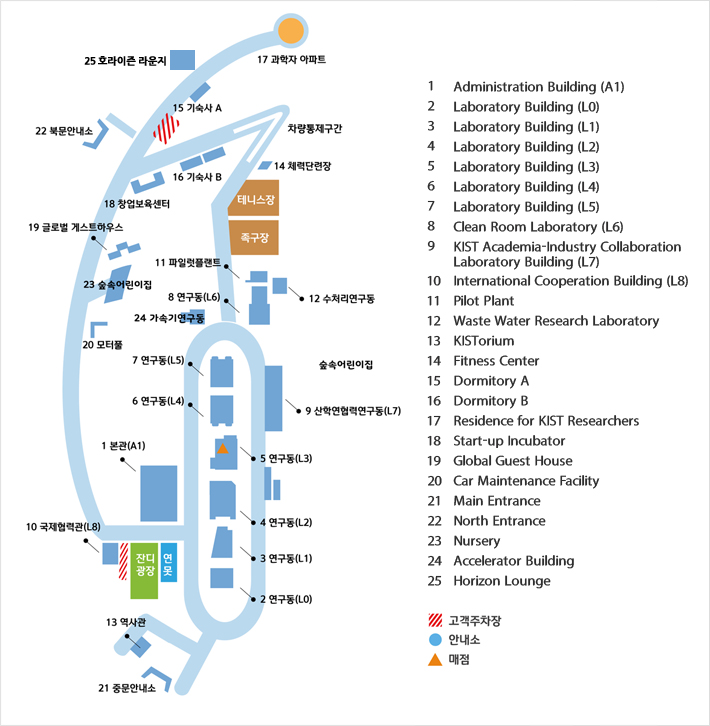 17 과학자 아파트
25 호라이즌 라운지
15 기숙사 A
22 북문안내소
차량통제구간
16 기숙사 B
14 체력단련장
18 창업보육센터
테니스장
19 글로벌 게스트하우스
족구장
11 파일럿플랜트
23 숲속어린이집
8 연구동(L6)
12 수처리연구동
24 가속기연구동
20 모터풀
7 연구동(L5)
숲속어린이집
6 연구동(L4)
9 산학연협력연구동(L7)
1 본관(A1)
5 연구동(L3)
4 연구동(L2)
10 국제협력관(L8)
잔디
광장
연
못
3 연구동(L1)
2 연구동(L0)
13 역사관
21 중문안내소
1 Administration Building (A1)
2 Laboratory Building (L0)
3 Laboratory Building (L1)
4 Laboratory Building (L2)
5 Laboratory Building (L3)
6 Laboratory Building (L4)
7 Laboratory Building (L5)
8 Clean Room Laboratory (L6)
9 KIST Academia-Industry Collaboration
Laboratory Building (L7)
10 International Cooperation Building (L8)
11 Pilot Plant
12 Waste Water Research Laboratory
13 KISTorium
14 Fitness Center
15 Dormitory A
16 Dormitory B
17 Residence for KIST Researchers
18 Start-up Incubator
19 Global Guest House
20 Car Maintenance Facility
21 Main Entrance
22 North Entrance
23 Nursery
24 Accelerator Building
25 Horizon Lounge
고객주차장
안내소
매점